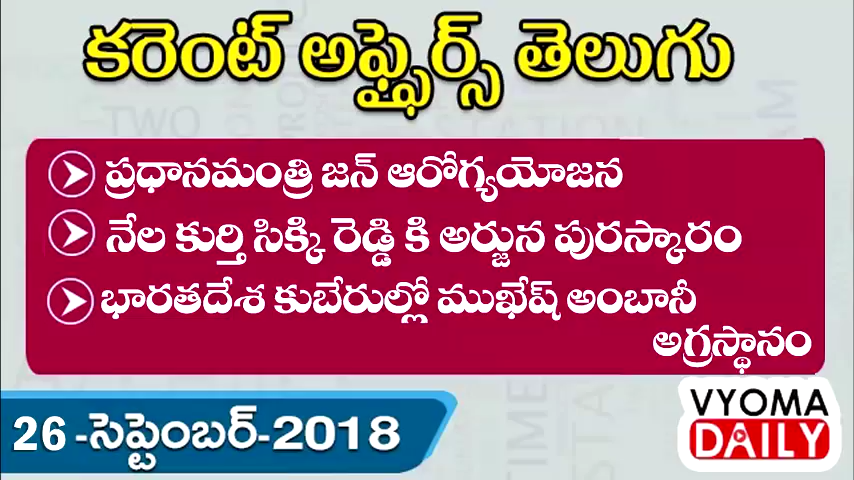 కరెంట్ అఫ్ఫైర్స్ తెలుగు
ప్రధానమంత్రి జన్ ఆరోగ్యయోజన
నేల కుర్తి సిక్కి రెడ్డి కి అర్జున పురస్కారం
భారతదేశ కుబేరుల్లో ముఖేష్ అంబానీ
అగ్రస్థానం
26 -సెప్టెంబర్-2018
VYOMA
DAILY